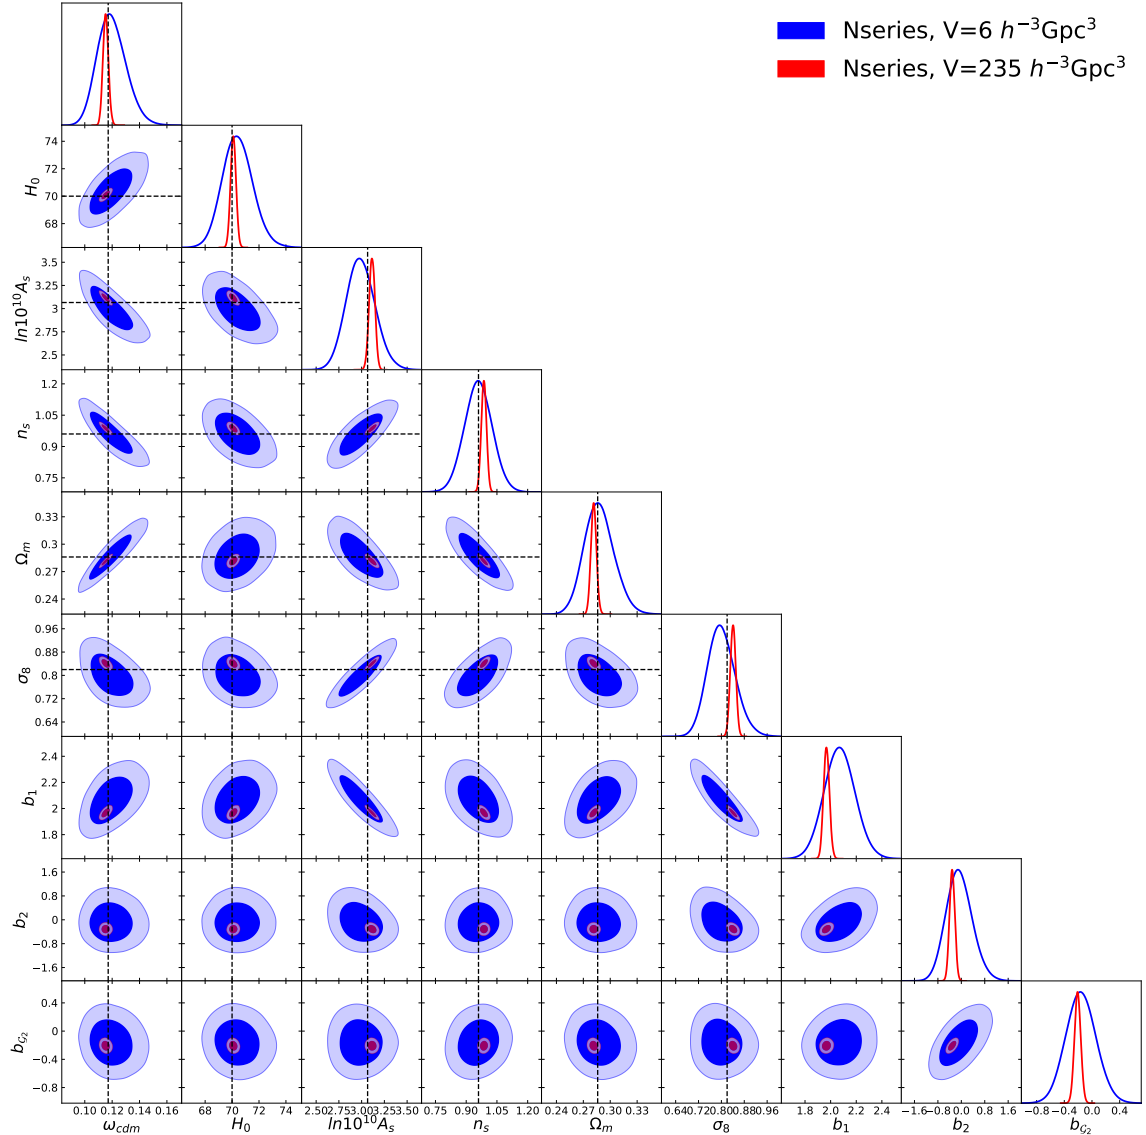 Nseries, V=6 h⁻³Gpc³
Nseries, V=235 h⁻³Gpc³
74
72
70
68
H₀
3.5
3.25
3
2.75
2.5
ln10¹⁰Aₛ
1.2
1.05
0.9
0.75
nₛ
0.33
0.3
0.27
0.24
Ωₘ
0.96
0.88
0.8
0.72
0.64
σ₈
2.4
2.2
2
1.8
b₁
1.6
0.8
0
−0.8
−1.6
b₂
0.4
0
−0.4
−0.8
b_𝒢₂
0.10 0.12 0.14 0.16 68 70 72 74 2.50 2.75 3.00 3.25 3.50 0.75 0.90 1.05 1.20 0.24 0.27 0.30 0.33 0.64 0.72 0.80 0.88 0.96 1.8 2.0 2.2 2.4 −1.6 −0.8 0.0 0.8 1.6 −0.8 −0.4 0.0 0.4
ω_cdm H₀ ln10¹⁰Aₛ nₛ Ωₘ σ₈ b₁ b₂ b_𝒢₂